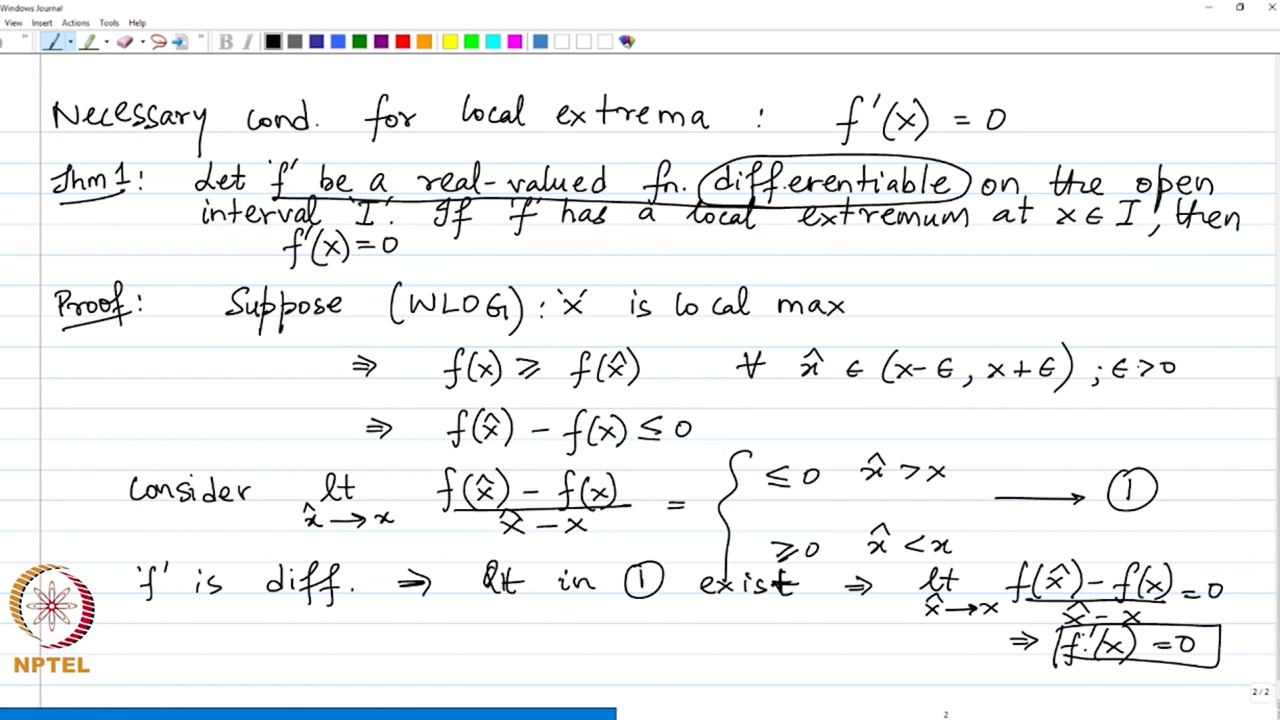 Windows Journal
View Insert Actions Tools Help
Necessary cond. for local extrema : f'(x) = 0
Thm 1: Let 'f' be a real-valued fn. differentiable on the open
interval 'I'. If 'f' has a local extremum at x ∈ I, then
f'(x) = 0
Proof: Suppose (WLOG): 'x' is local max
⇒ f(x) ≥ f(x̂) ∀ x̂ ∈ (x-ϵ, x+ϵ) ; ϵ>0
⇒ f(x̂) - f(x) ≤ 0
Consider lt x̂→x f(x̂) - f(x) / x̂ - x = { ≤ 0 x̂ > x ⟶ ①
≥ 0 x̂ < x
'f' is diff. ⇒ lt in ① exist ⇒ lt x̂→x f(x̂) - f(x) / x̂ - x = 0
⇒ f'(x) = 0
NPTEL
2/2
2